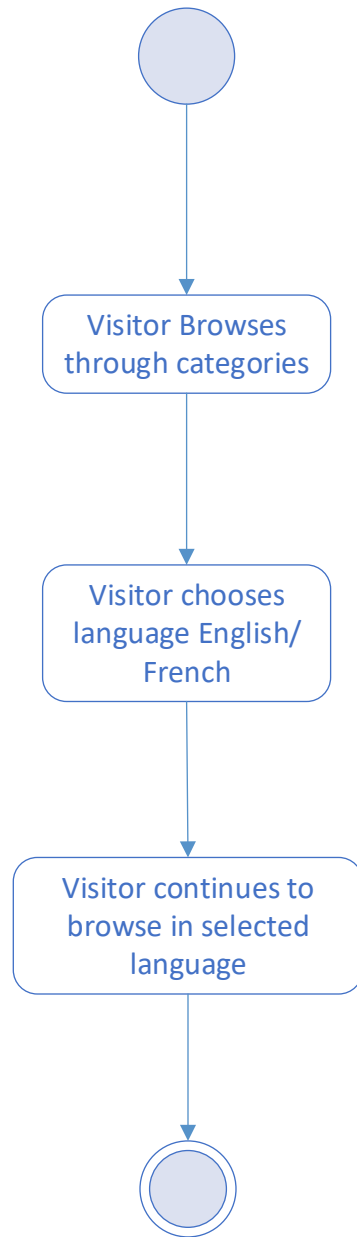 Visitor Browses
through categories
Visitor chooses
language English/
French
Visitor continues to
browse in selected
language